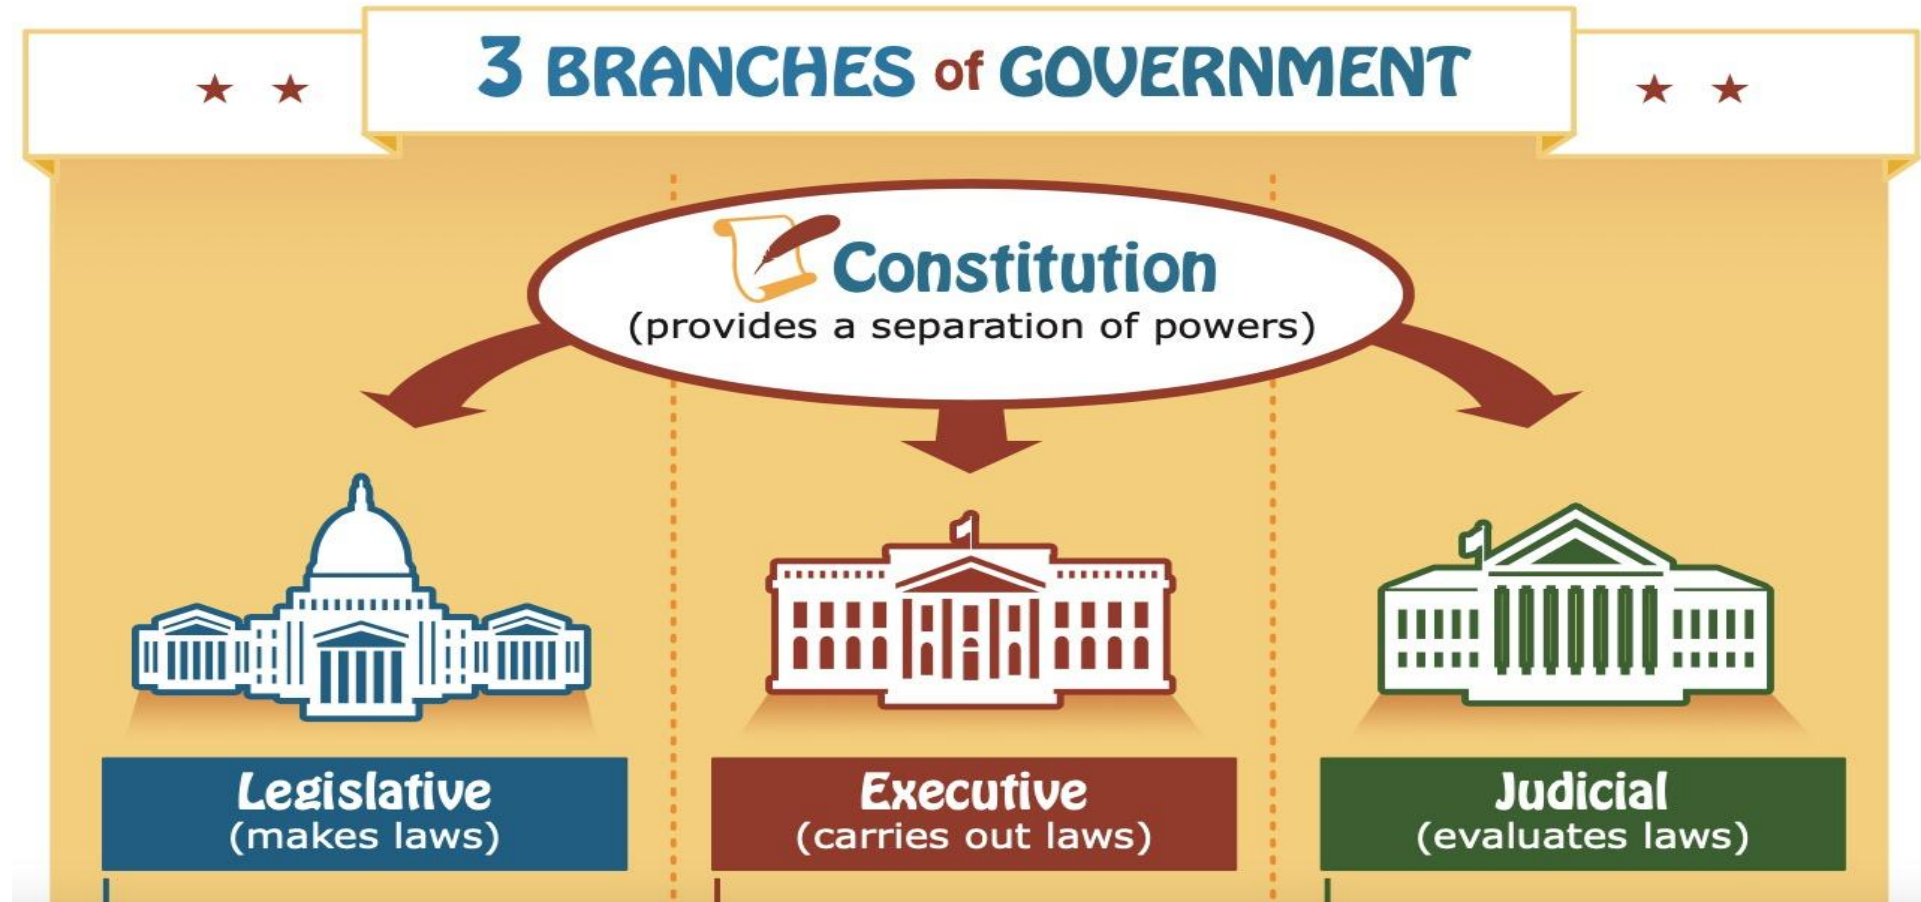 3 BRANCHES of GOVERNMENT
Constitution
(provides a separation of powers)
Legislative
(makes laws)
Executive
(carries out laws)
Judicial
(evaluates laws)